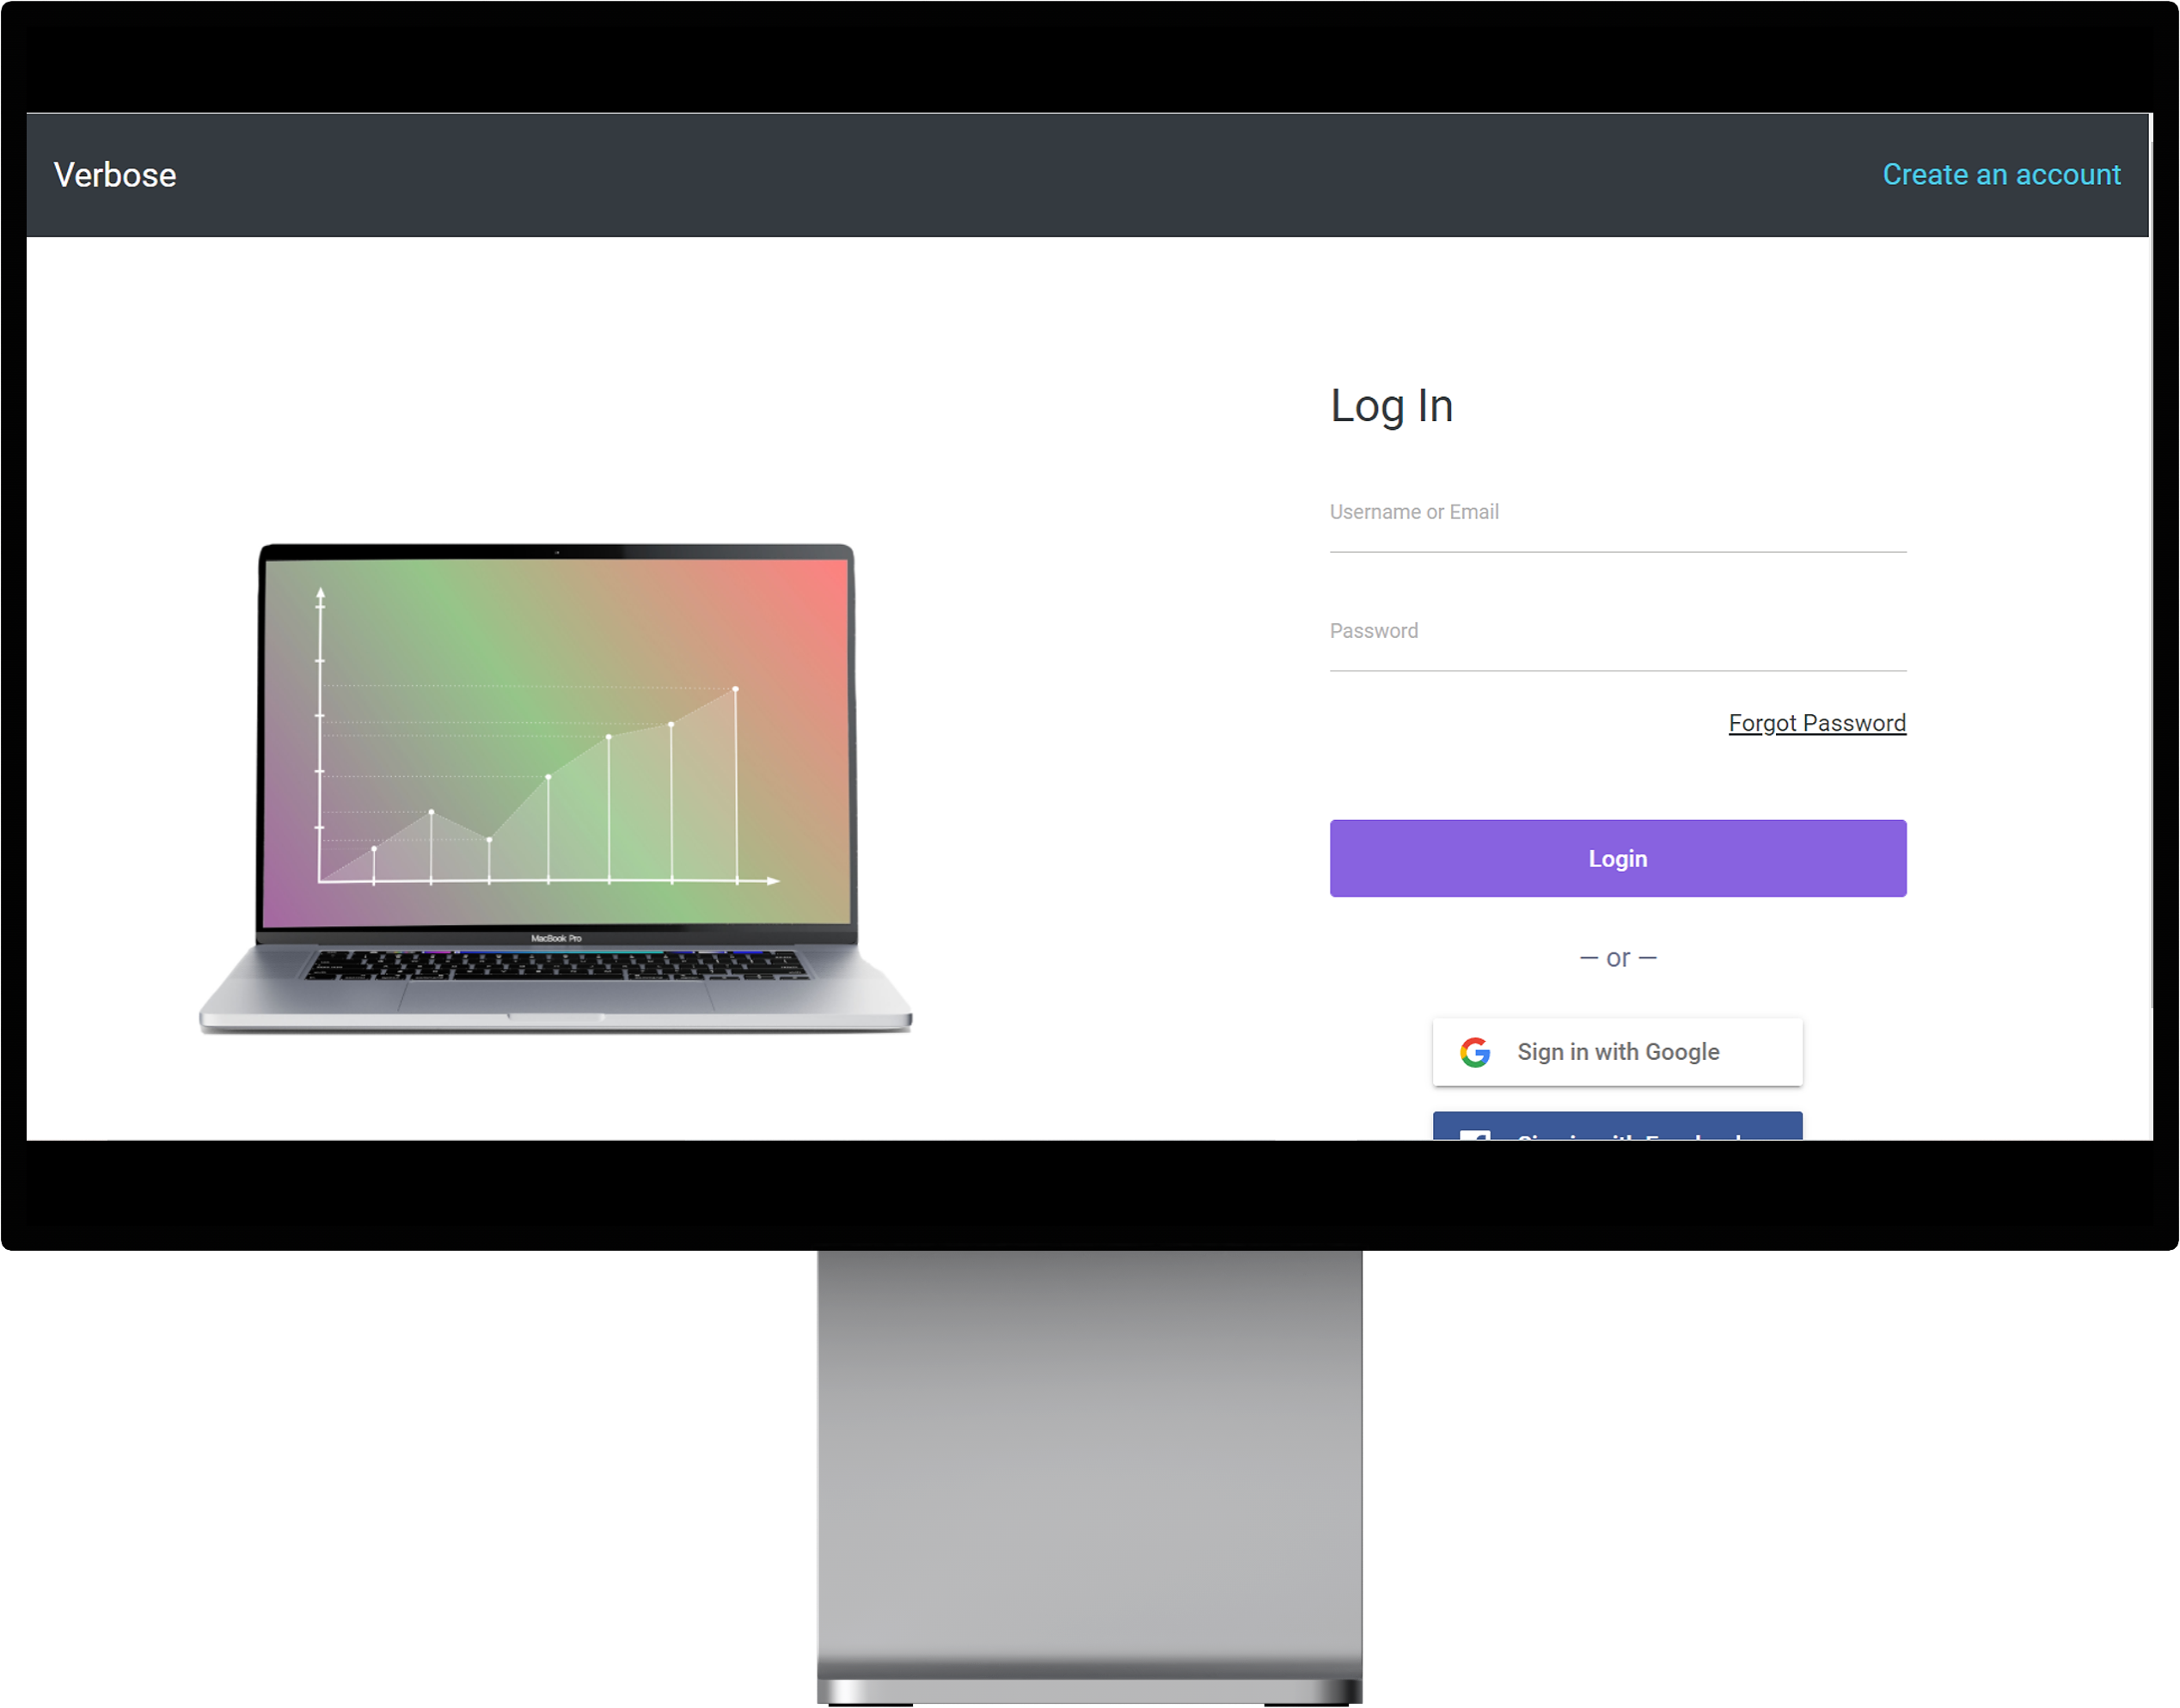 Verbose
Create an account
Log In
Username or Email
Password
Forgot Password
Login
— or —
Sign in with Google
MacBook Pro